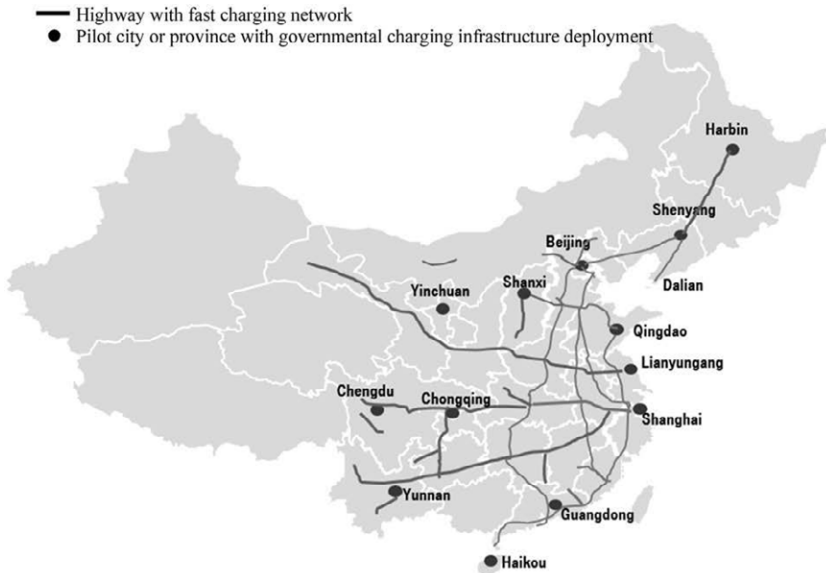 Highway with fast charging network
Pilot city or province with governmental charging infrastructure deployment
Harbin
Shenyang
Beijing
Dalian
Shanxi
Yinchuan
Qingdao
Lianyungang
Chengdu
Chongqing
Shanghai
Yunnan
Guangdong
Haikou